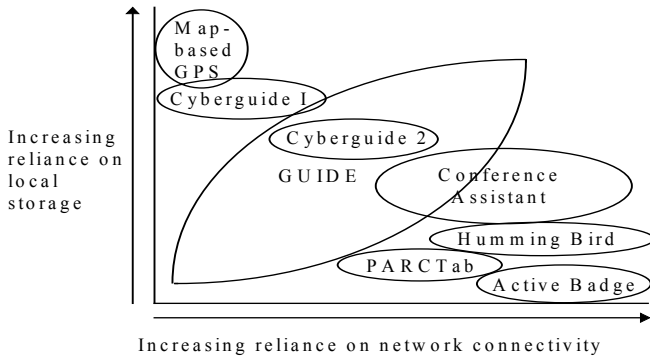 Map-
based
GPS
Cyberguide I
Cyberguide 2
Increasing
reliance on
local
storage
GUIDE
Conference
Assistant
Humming Bird
PARCTab
Active Badge
Increasing reliance on network connectivity